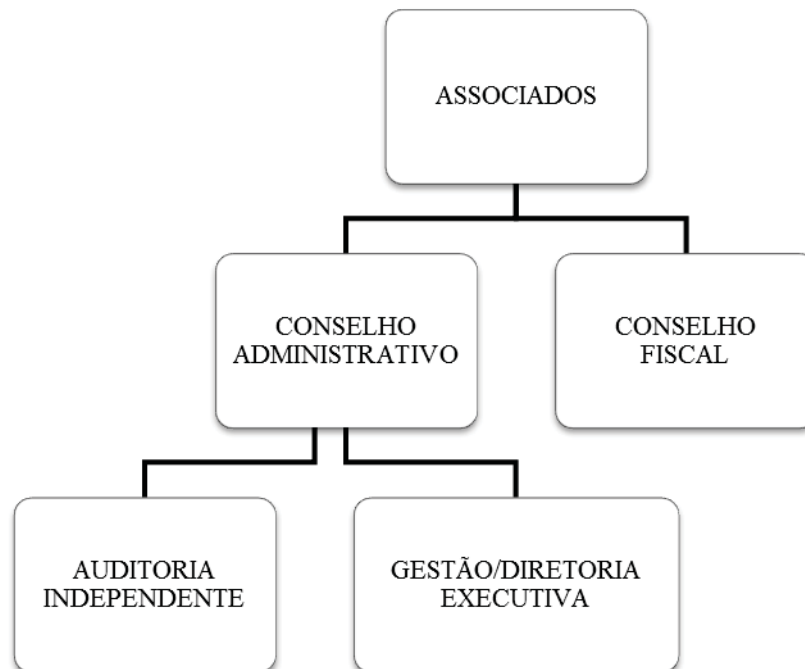 ASSOCIADOS
CONSELHO
ADMINISTRATIVO
CONSELHO
FISCAL
AUDITORIA
INDEPENDENTE
GESTÃO/DIRETORIA
EXECUTIVA